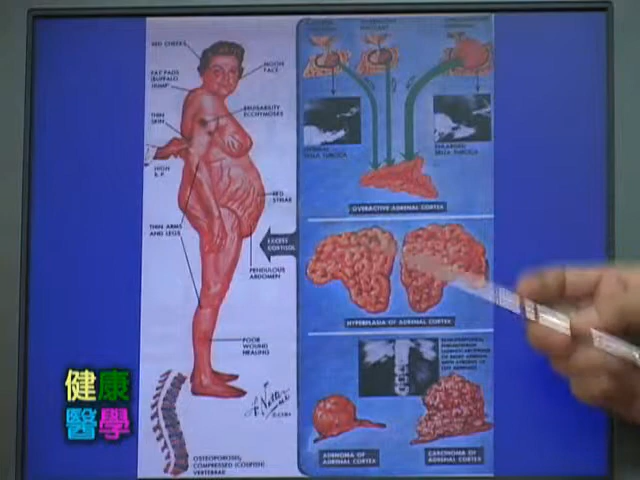 RED CHEEKS
MOON
FACE
FAT PADS
(BUFFALO
HUMP)
BRUISABILITY
ECCHYMOSES
THIN
SKIN
HIGH
B.P.
RED
STRIAE
THIN ARMS
AND LEGS
EXCESS
CORTISOL
PENDULOUS
ABDOMEN
POOR
WOUND
HEALING
OSTEOPOROSIS,
COMPRESSED (CODFISH)
VERTEBRAE
ENLARGED
SELLA TURCICA
SELLA TURCICA
OVERACTIVE ADRENAL CORTEX
HYPERPLASIA OF ADRENAL CORTEX
ADENOMA OF
ADRENAL CORTEX
CARCINOMA OF
ADRENAL CORTEX
健康
醫學